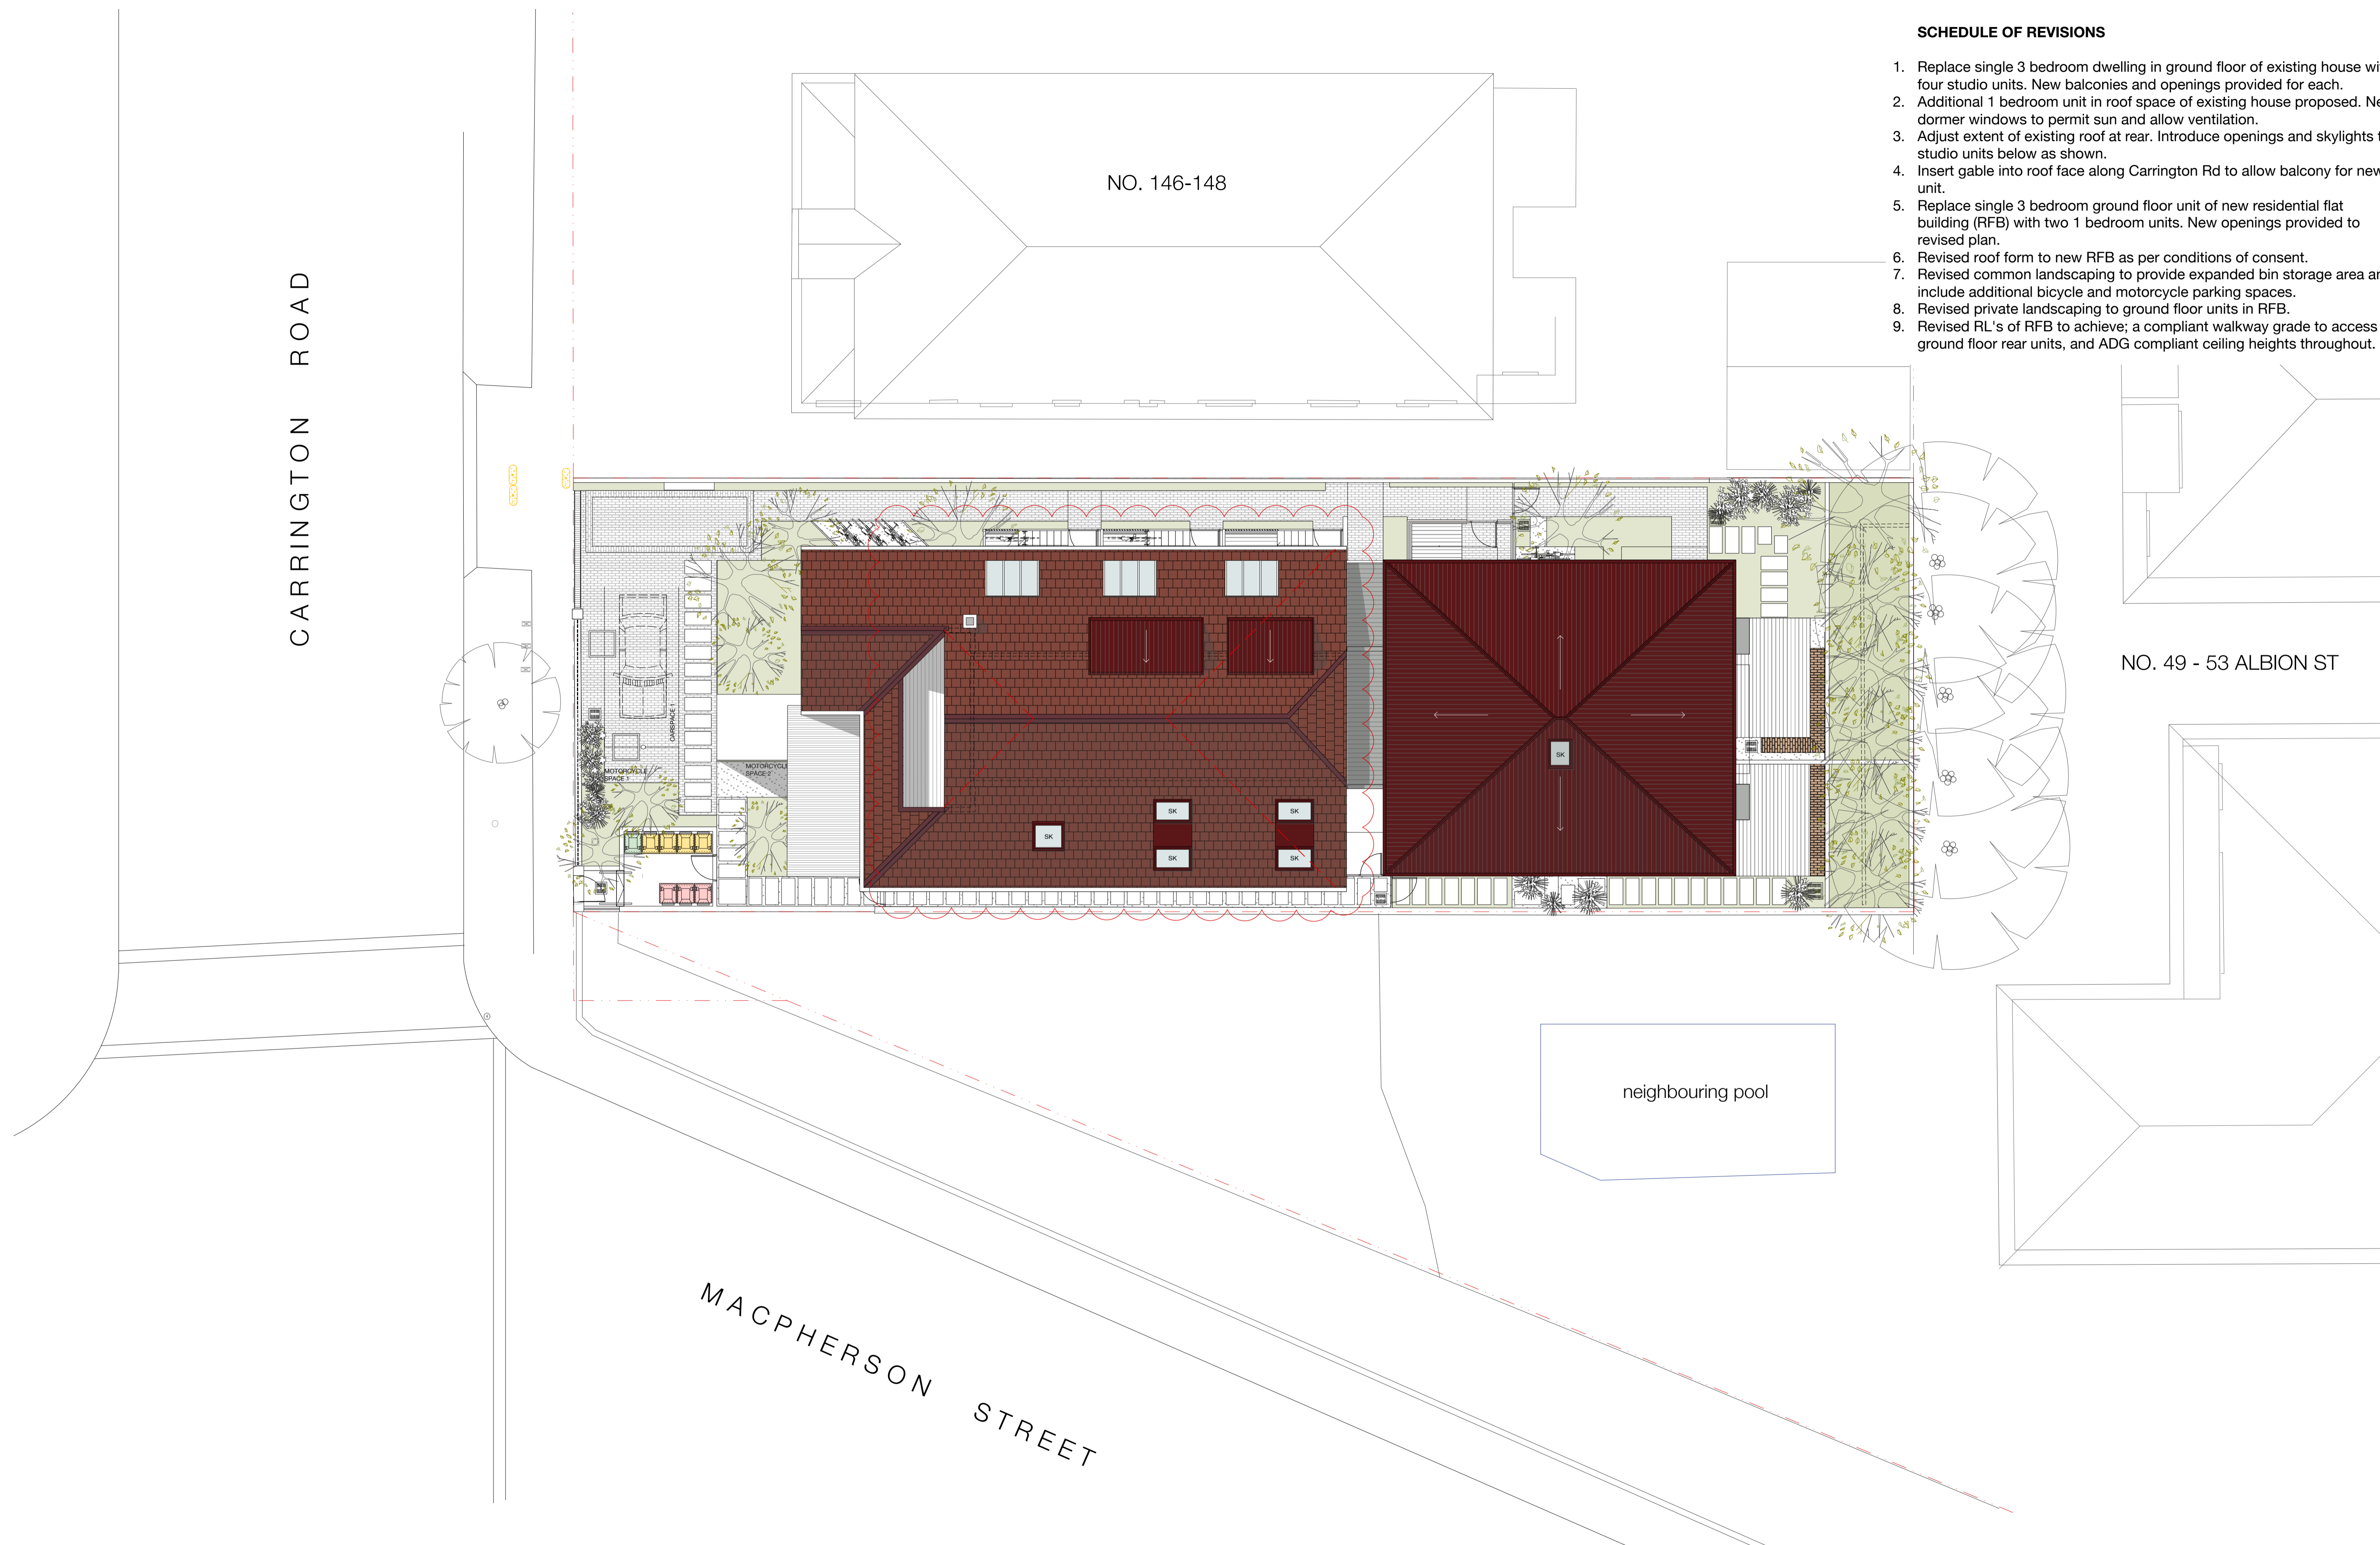 SCHEDULE OF REVISIONS
1. Replace single 3 bedroom dwelling in ground floor of existing house wi
four studio units. New balconies and openings provided for each.
2. Additional 1 bedroom unit in roof space of existing house proposed. Ne
dormer windows to permit sun and allow ventilation.
3. Adjust extent of existing roof at rear. Introduce openings and skylights t
studio units below as shown.
4. Insert gable into roof face along Carrington Rd to allow balcony for new
unit.
5. Replace single 3 bedroom ground floor unit of new residential flat
building (RFB) with two 1 bedroom units. New openings provided to
revised plan.
6. Revised roof form to new RFB as per conditions of consent.
7. Revised common landscaping to provide expanded bin storage area an
include additional bicycle and motorcycle parking spaces.
8. Revised private landscaping to ground floor units in RFB.
9. Revised RL's of RFB to achieve; a compliant walkway grade to access
ground floor rear units, and ADG compliant ceiling heights throughout.
NO. 146-148
CARRINGTON ROAD
NO. 49 - 53 ALBION ST
CARSPACE 1
MOTORCYCLE
SPACE 1
MOTORCYCLE
SPACE 2
SK
SK
SK
SK
SK
SK
neighbouring pool
MACPHERSON STREET